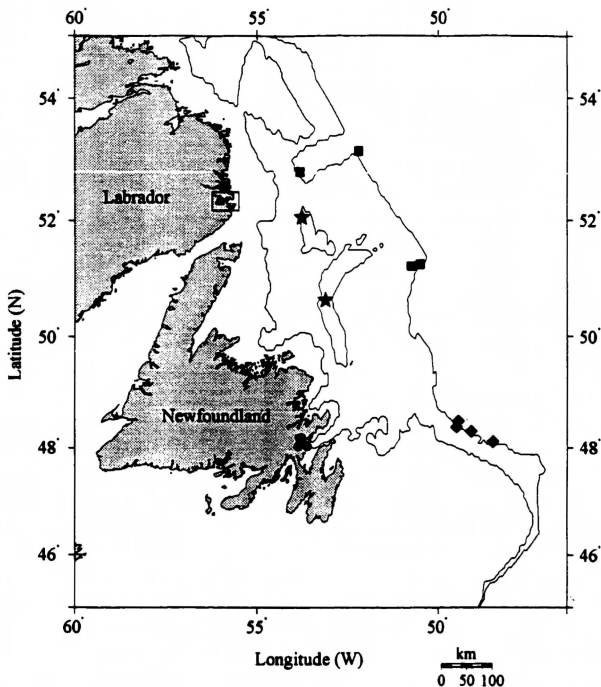 60˚ 55˚ 50˚
54˚ 54˚
Labrador
52˚ 52˚
50˚ 50˚
Latitude (N)
Newfoundland
48˚ 48˚
46˚ 46˚
60˚ 55˚ 50˚
Longitude (W)
km
0 50 100